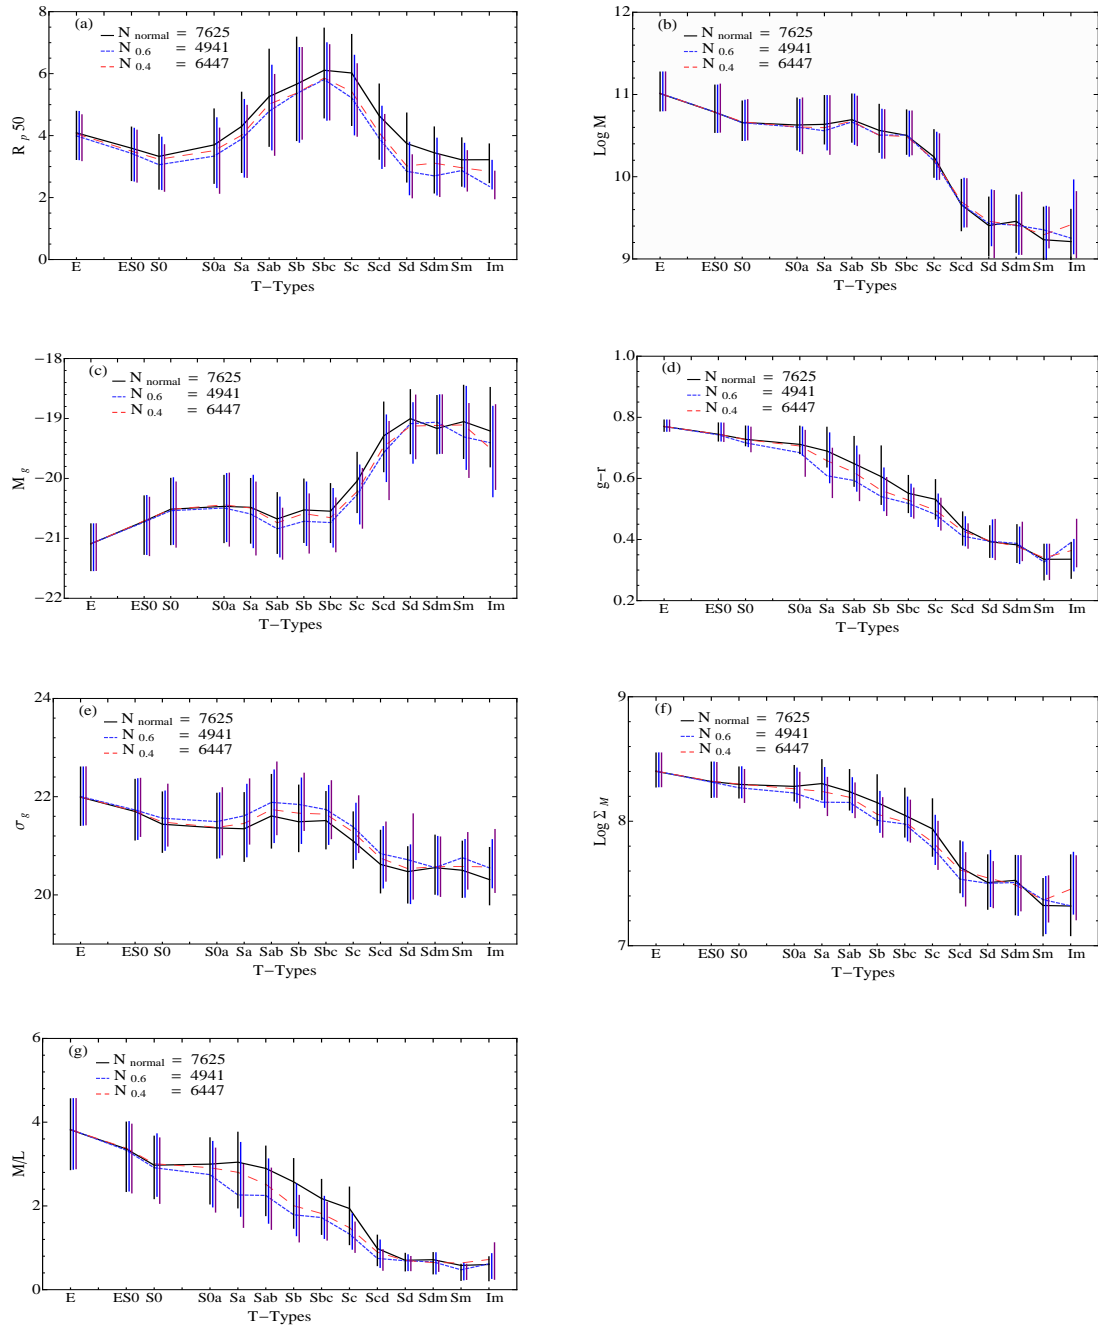 (a)
N normal = 7625
N 0.6 = 4941
N 0.4 = 6447
8
6
4
2
0
R p 50
E ES0 S0 S0a Sa Sab Sb Sbc Sc Scd Sd Sdm Sm Im
T-Types
(b)
N normal = 7625
N 0.6 = 4941
N 0.4 = 6447
12
11
10
9
Log M
E ES0 S0 S0a Sa Sab Sb Sbc Sc Scd Sd Sdm Sm Im
T-Types
(c)
N normal = 7625
N 0.6 = 4941
N 0.4 = 6447
-18
-19
-20
-21
-22
M g
E ES0 S0 S0a Sa Sab Sb Sbc Sc Scd Sd Sdm Sm Im
T-Types
(d)
N normal = 7625
N 0.6 = 4941
N 0.4 = 6447
1.0
0.8
0.6
0.4
0.2
g-r
E ES0 S0 S0a Sa Sab Sb Sbc Sc Scd Sd Sdm Sm Im
T-Types
(e)
N normal = 7625
N 0.6 = 4941
N 0.4 = 6447
24
22
20
σ g
E ES0 S0 S0a Sa Sab Sb Sbc Sc Scd Sd Sdm Sm Im
T-Types
(f)
N normal = 7625
N 0.6 = 4941
N 0.4 = 6447
9
8
7
Log Σ M
E ES0 S0 S0a Sa Sab Sb Sbc Sc Scd Sd Sdm Sm Im
T-Types
(g)
N normal = 7625
N 0.6 = 4941
N 0.4 = 6447
6
4
2
0
M/L
E ES0 S0 S0a Sa Sab Sb Sbc Sc Scd Sd Sdm Sm Im
T-Types